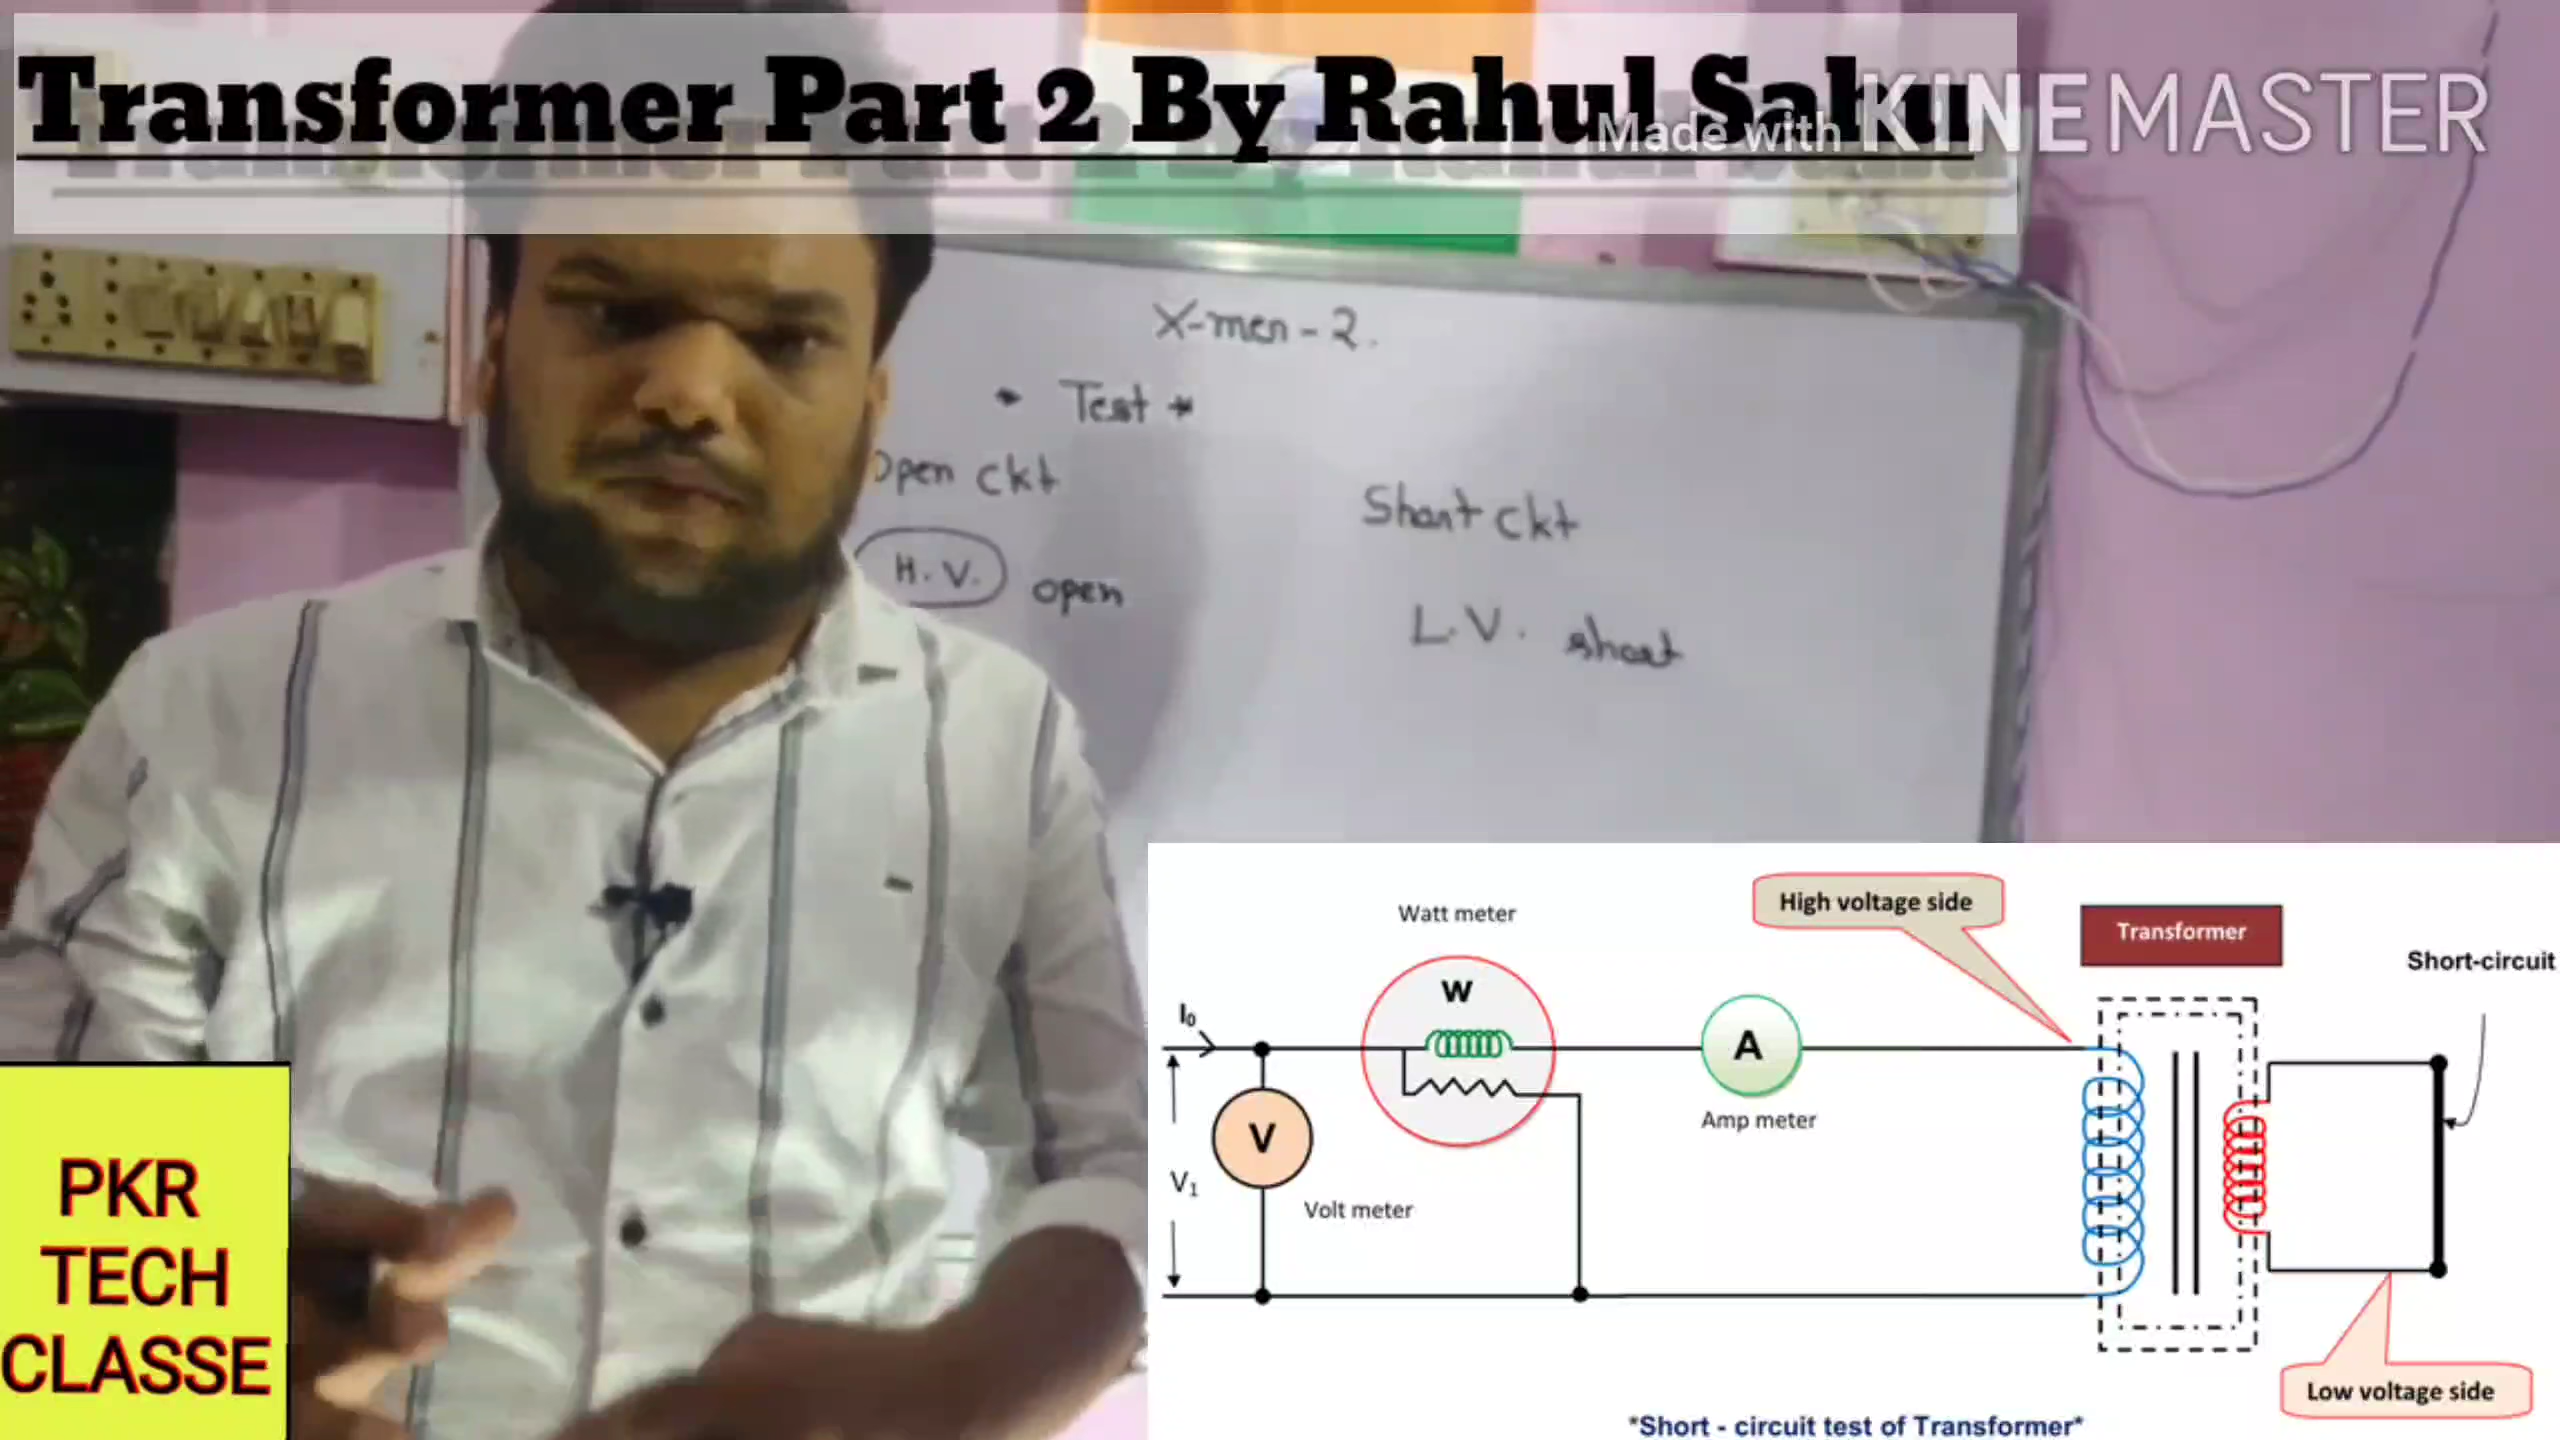 Transformer Part 2 By Rahul Sahu
Made with KINEMASTER
X-mer-2.
* Test *
Open ckt
Short ckt
H.V. open
L.V. short
PKR
TECH
CLASSE
Watt meter
High voltage side
Transformer
Short-circuit
W
I₀
A
V
Amp meter
V₁
Volt meter
Low voltage side
*Short - circuit test of Transformer*